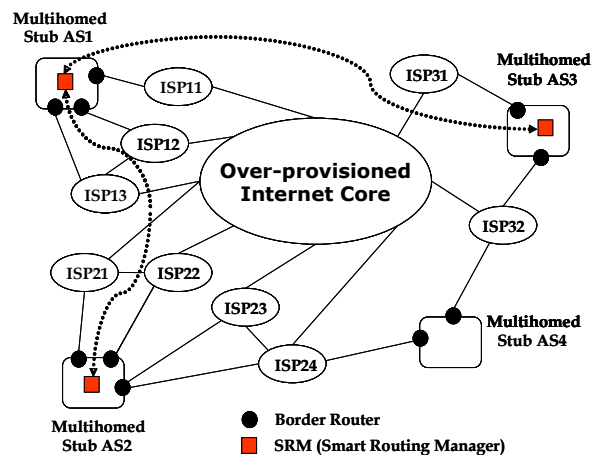 Multihomed
Stub AS1
ISP11
ISP12
ISP13
ISP31
Multihomed
Stub AS3
Over-provisioned
Internet Core
ISP32
ISP21
ISP22
ISP23
ISP24
Multihomed
Stub AS4
Multihomed
Stub AS2
Border Router
SRM (Smart Routing Manager)